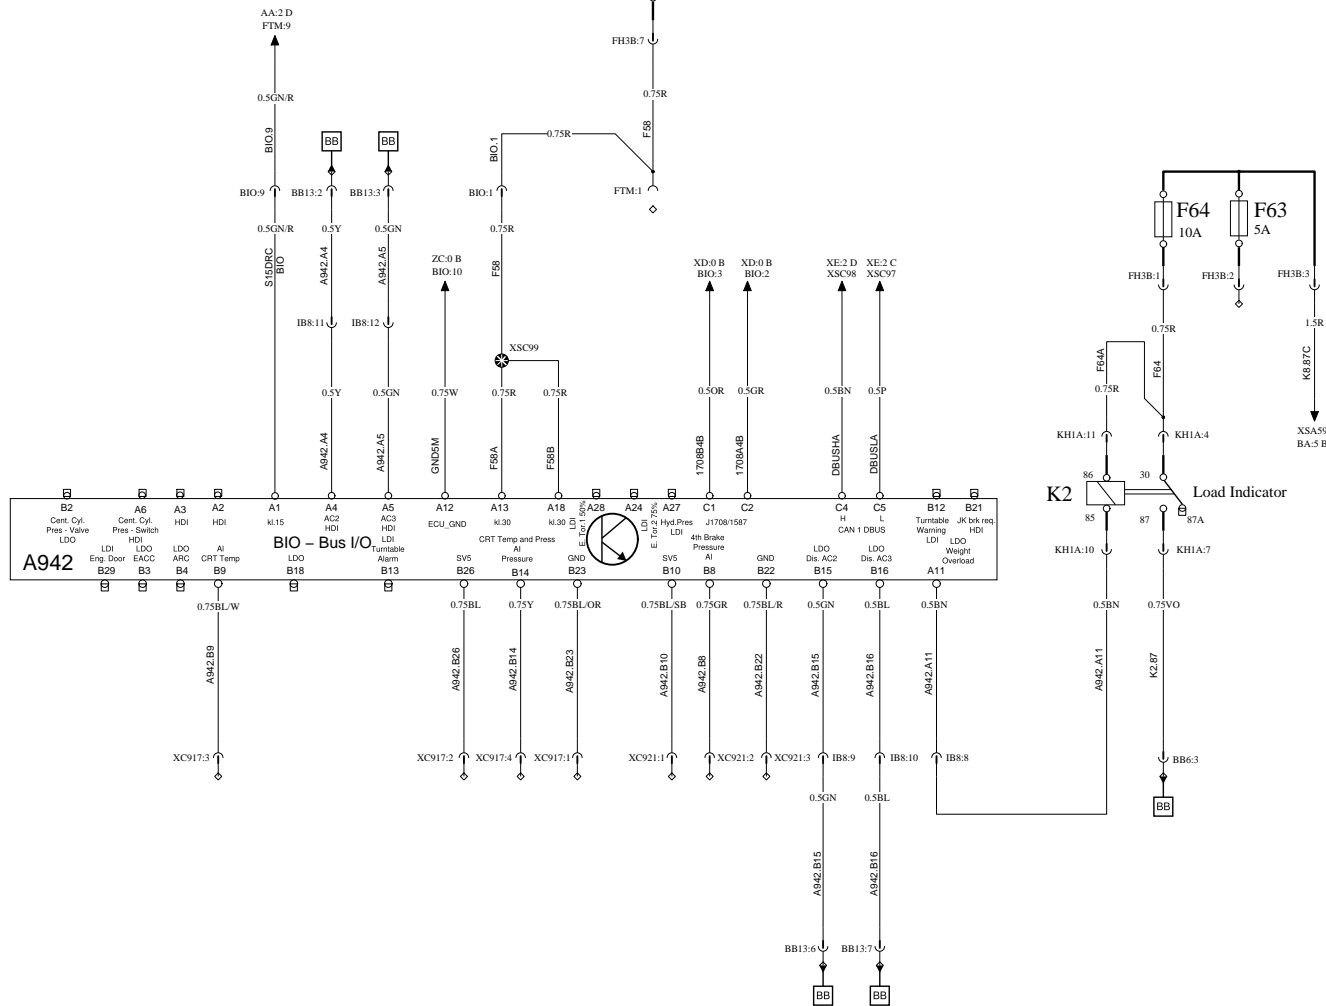 AA:2 D
FTM:9
FH3B:7
0.5GN/R
0.75R
BIO.9
BB
BB
BIO.1
0.75R
F58
BIO:9
BB13:2
BB13:3
BIO:1
FTM:1
0.5GN/R
0.5Y
0.5GN
0.75R
F64
10A
F63
5A
S15DRC
BIO
A942.A4
A942.A5
ZC:0 B
BIO:10
F58
XD:0 B
BIO:3
XD:0 B
BIO:2
XE:2 D
XSC98
XE:2 C
XSC97
FH3B:1
FH3B:2
FH3B:3
IB8:11
IB8:12
0.75R
1.5R
XSC99
F64A
F64
K8.87C
0.5Y
0.5GN
0.75W
0.75R
0.75R
0.5OR
0.5GR
0.5BN
0.5P
0.75R
A942.A4
A942.A5
GND5M
F58A
F58B
1708B4B
1708A4B
DBUSHA
DBUSLA
KH1A:11
KH1A:4
XSA59
BA:5 B
86
30
K2
Load Indicator
85
87
87A
B2
A6
A3
A2
A1
A4
A5
A12
A13
A18
A28
A24
A27
C1
C2
C4
C5
B12
B21
Cent. Cyl.
Pres - Valve
LDO
Cent. Cyl.
Pres - Switch
HDI
HDI
HDI
kl.15
AC2
HDI
AC3
HDI
ECU_GND
kl.30
kl.30
LDI
E. Tor.1 50%
LDI
E. Tor.2 75%
Hyd.Pres
LDI
J1708/1587
H
L
CAN 1 DBUS
Turntable
Warning
LDI
JK brk req.
HDI
A942
BIO – Bus I/O
LDI
Eng. Door
LDO
EACC
LDO
ARC
AI
CRT Temp
LDO
LDI
Turntable
Alarm
SV5
CRT Temp and Press
AI
Pressure
GND
SV5
4th Brake
Pressure
AI
GND
LDO
Dis. AC2
LDO
Dis. AC3
LDO
Weight
Overload
B29
B3
B4
B9
B18
B13
B26
B14
B23
B10
B8
B22
B15
B16
A11
KH1A:10
KH1A:7
0.75BL/W
0.75BL
0.75Y
0.75BL/OR
0.75BL/SB
0.75GR
0.75BL/R
0.5GN
0.5BL
0.5BN
0.5BN
0.75VO
A942.B9
A942.B26
A942.B14
A942.B23
A942.B10
A942.B8
A942.B22
A942.B15
A942.B16
A942.A11
A942.A11
K2.87
XC917:3
XC917:2
XC917:4
XC917:1
XC921:1
XC921:2
XC921:3
IB8:9
IB8:10
IB8:8
BB6:3
0.5GN
0.5BL
BB
A942.B15
A942.B16
BB13:6
BB13:7
BB
BB